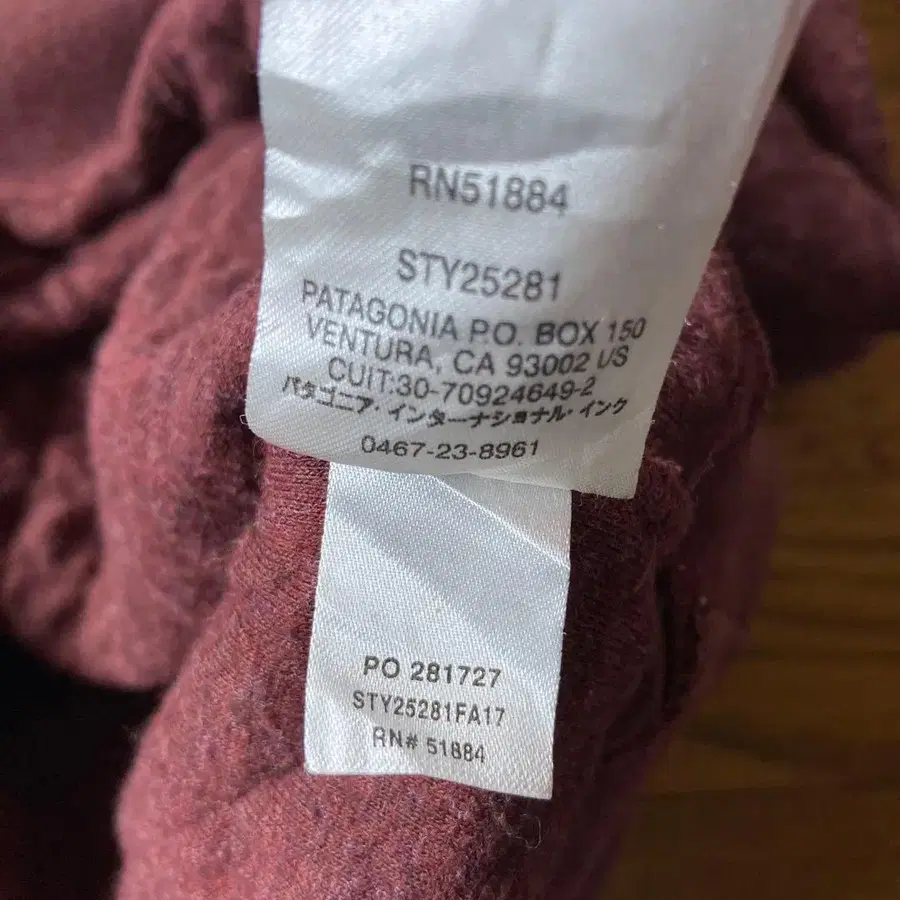 RN51884
STY25281
PATAGONIA P.O. BOX 150
VENTURA, CA 93002 US
CUIT:30-70924649-2
パタゴニア・インターナショナル・インク
0467-23-8961
PO 281727
STY25281FA17
RN# 51884